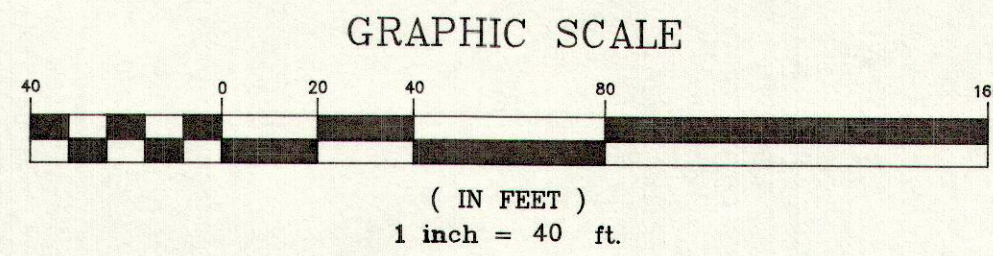 GRAPHIC SCALE
40 0 20 40 80 16
( IN FEET )
1 inch = 40 ft.